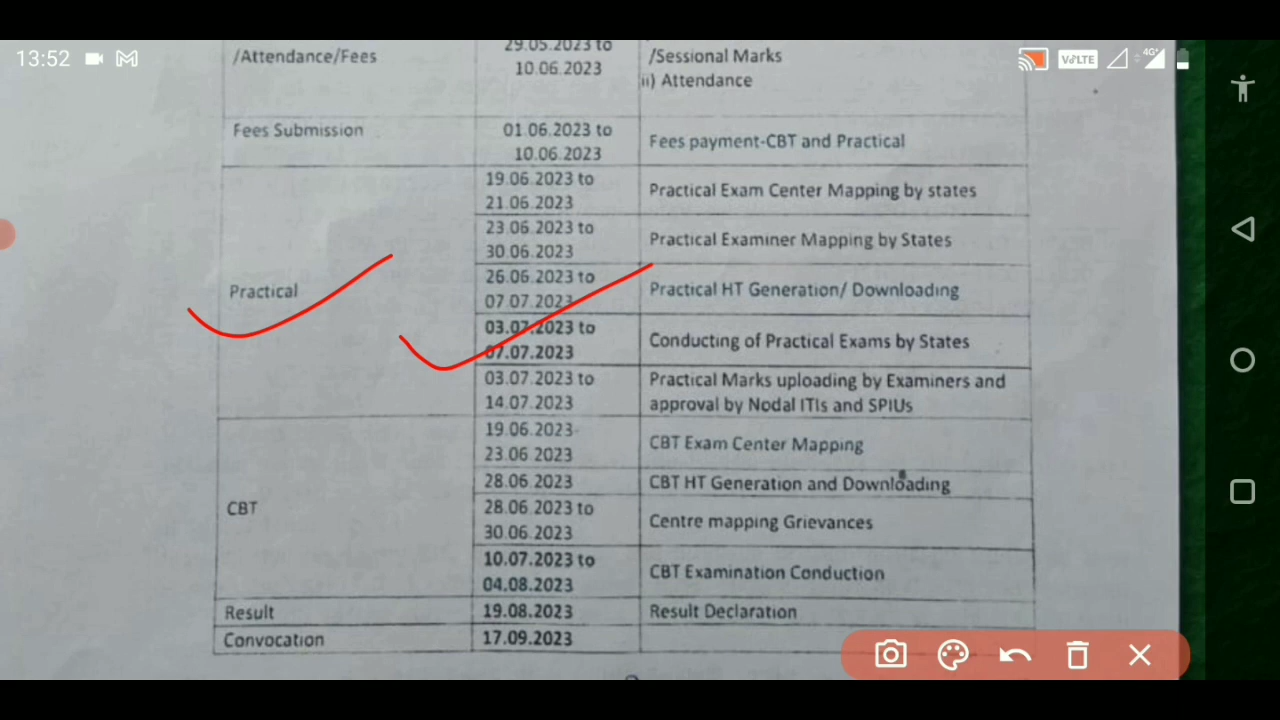 13:52
VoLTE
4G+
/Attendance/Fees
29.05.2023 to
10.06.2023
/Sessional Marks
ii) Attendance
Fees Submission
01.06.2023 to
10.06.2023
Fees payment-CBT and Practical
Practical
19.06.2023 to
21.06.2023
Practical Exam Center Mapping by states
23.06.2023 to
30.06.2023
Practical Examiner Mapping by States
26.06.2023 to
07.07.2023
Practical HT Generation/ Downloading
03.07.2023 to
07.07.2023
Conducting of Practical Exams by States
03.07.2023 to
14.07.2023
Practical Marks uploading by Examiners and
approval by Nodal ITIs and SPIUs
CBT
19.06.2023-
23.06.2023
CBT Exam Center Mapping
28.06.2023
CBT HT Generation and Downloading
28.06.2023 to
30.06.2023
Centre mapping Grievances
10.07.2023 to
04.08.2023
CBT Examination Conduction
Result
19.08.2023
Result Declaration
Convocation
17.09.2023